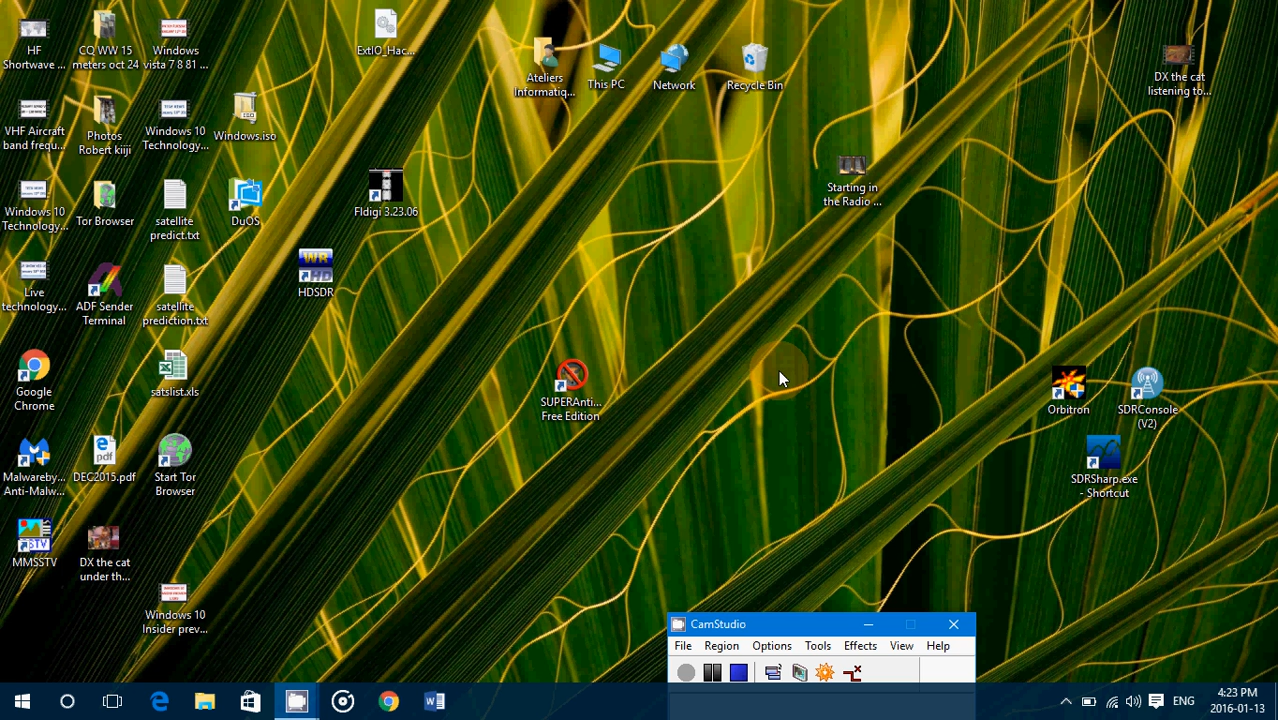 HF
Shortwave ...
CQ WW 15
meters oct 24
Windows
vista 7 8 81 ...
ExtIO_Hac...
Ateliers
Informatiq...
This PC
Network
Recycle Bin
DX the cat
listening to...
VHF Aircraft
band frequ...
Photos
Robert kiiji
Windows 10
Technology...
ISO
Windows.iso
Starting in
the Radio ...
Windows 10
Technology...
Tor Browser
satellite
predict.txt
DuOS
Fldigi 3.23.06
Live
technology...
ADF Sender
Terminal
satellite
prediction.txt
WR
HD
HDSDR
Google
Chrome
satslist.xls
SUPERAnti...
Free Edition
Orbitron
SDRConsole
(V2)
Malwareby...
Anti-Malw...
pdf
DEC2015.pdf
Start Tor
Browser
SDRSharp.exe
- Shortcut
MMSSTV
DX the cat
under th...
Windows 10
Insider prev...
CamStudio
File Region Options Tools Effects View Help
ENG
4:23 PM
2016-01-13